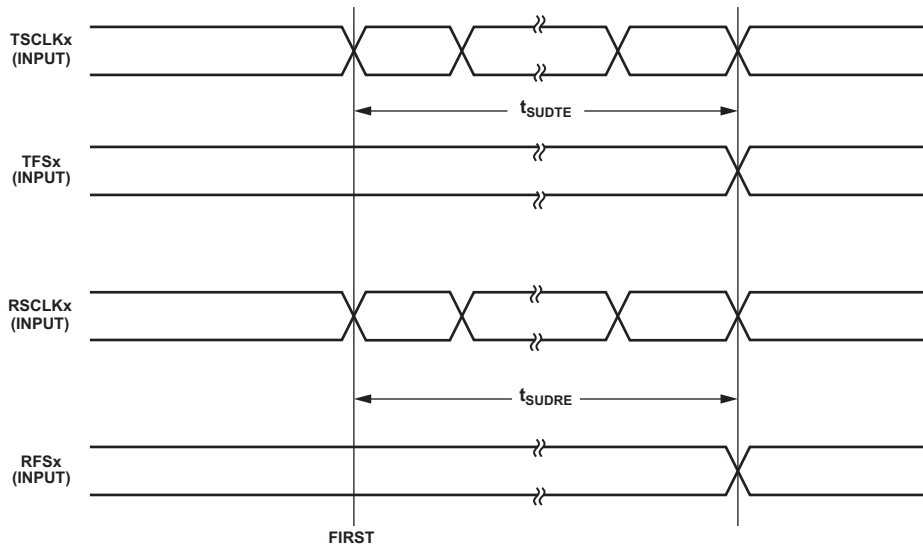 TSCLKx
(INPUT)
tSUDTE
TFSx
(INPUT)
RSCLKx
(INPUT)
tSUDRE
RFSx
(INPUT)
FIRST